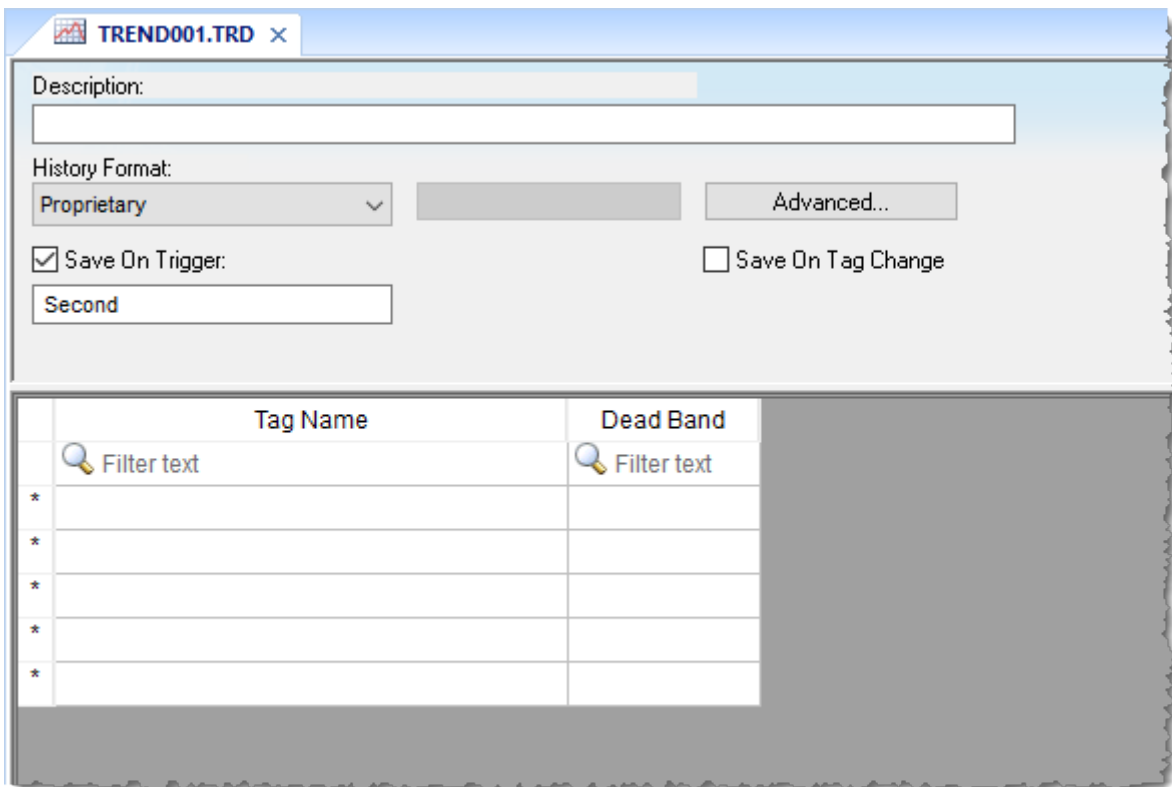 TREND001.TRD
Description:
History Format:
Proprietary Advanced...
Save On Trigger: Save On Tag Change
Second
Tag Name Dead Band
Filter text Filter text
*
*
*
*
*